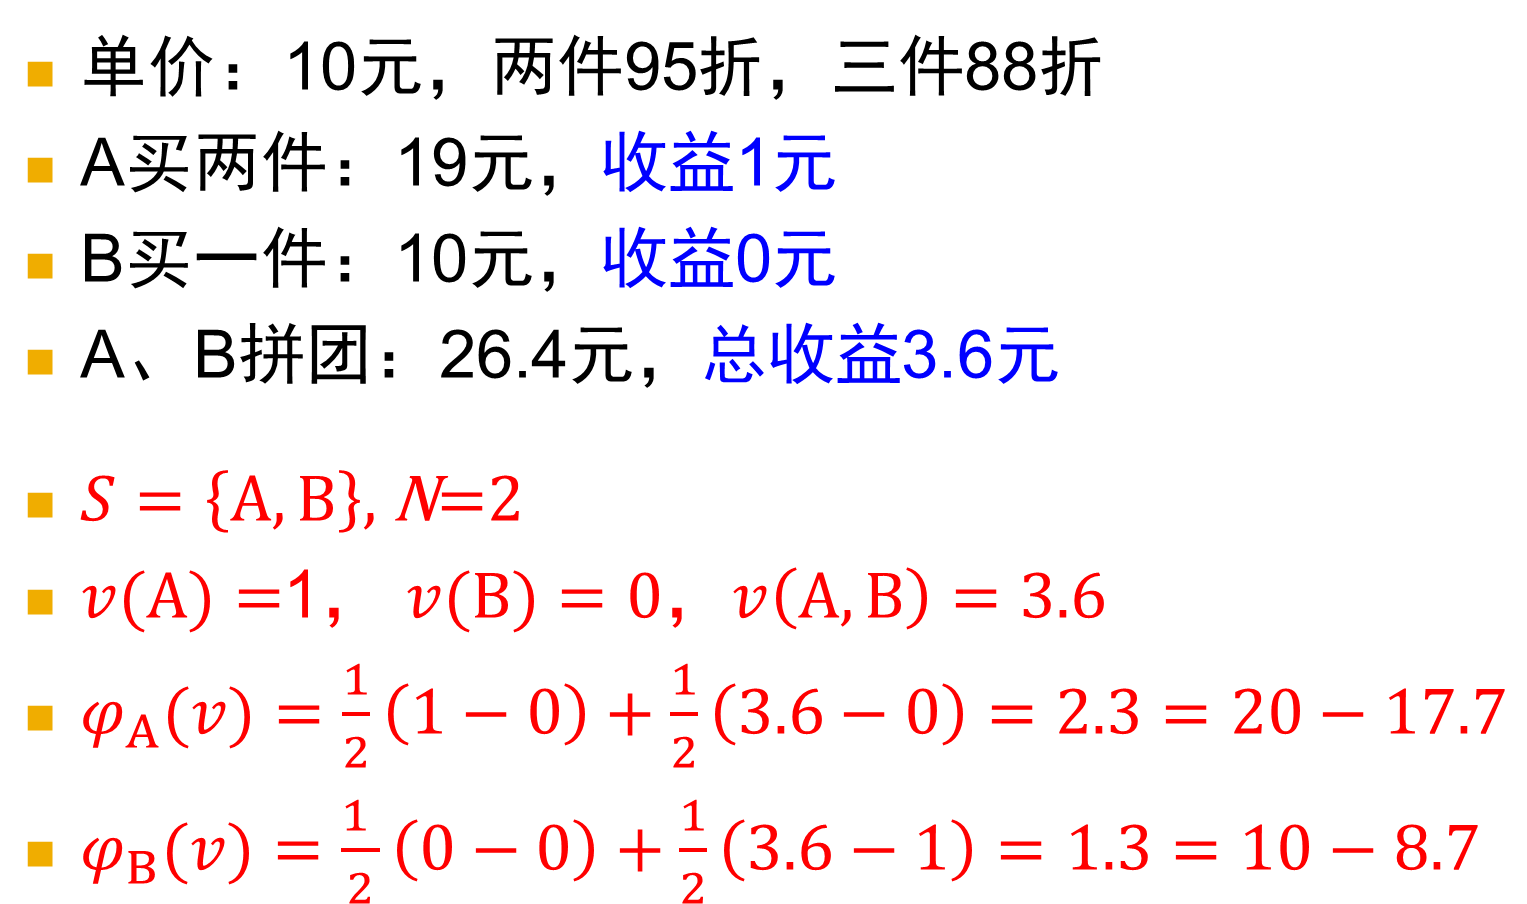 单价：10元，两件95折，三件88折
A买两件：19元，收益1元
B买一件：10元，收益0元
A、B拼团：26.4元，总收益3.6元
S = {A, B}, N=2
v(A) =1， v(B) = 0，v(A, B) = 3.6
φ_A(v) = 1/2 (1 − 0) + 1/2 (3.6 − 0) = 2.3 = 20 − 17.7
φ_B(v) = 1/2 (0 − 0) + 1/2 (3.6 − 1) = 1.3 = 10 − 8.7